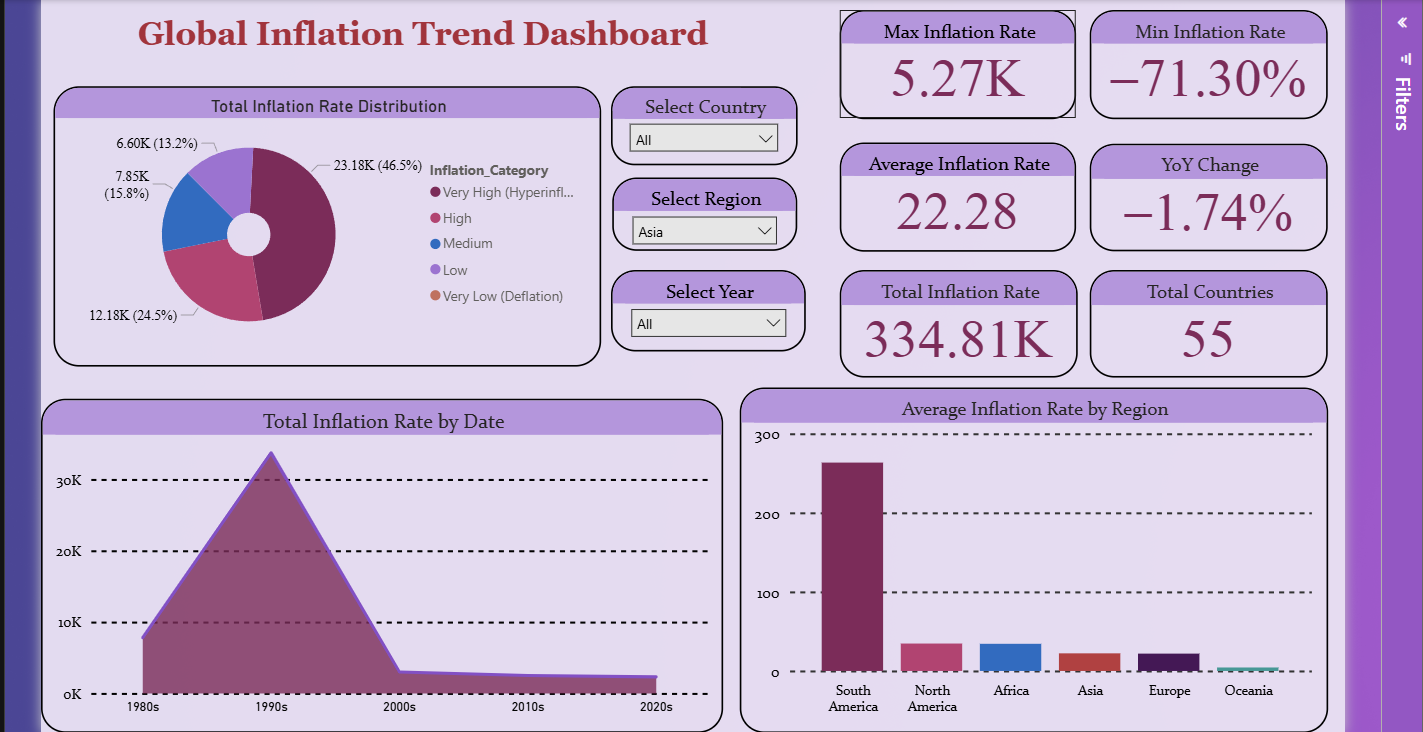 Global Inflation Trend Dashboard
Max Inflation Rate
5.27K
Min Inflation Rate
−71.30%
Filters
Total Inflation Rate Distribution
6.60K (13.2%)
7.85K
(15.8%)
23.18K (46.5%)
12.18K (24.5%)
Inflation_Category
Very High (Hyperinfl...
High
Medium
Low
Very Low (Deflation)
Select Country
All
Select Region
Asia
Select Year
All
Average Inflation Rate
22.28
YoY Change
−1.74%
Total Inflation Rate
334.81K
Total Countries
55
Total Inflation Rate by Date
30K
20K
10K
0K
1980s
1990s
2000s
2010s
2020s
Average Inflation Rate by Region
300
200
100
0
South
America
North
America
Africa
Asia
Europe
Oceania